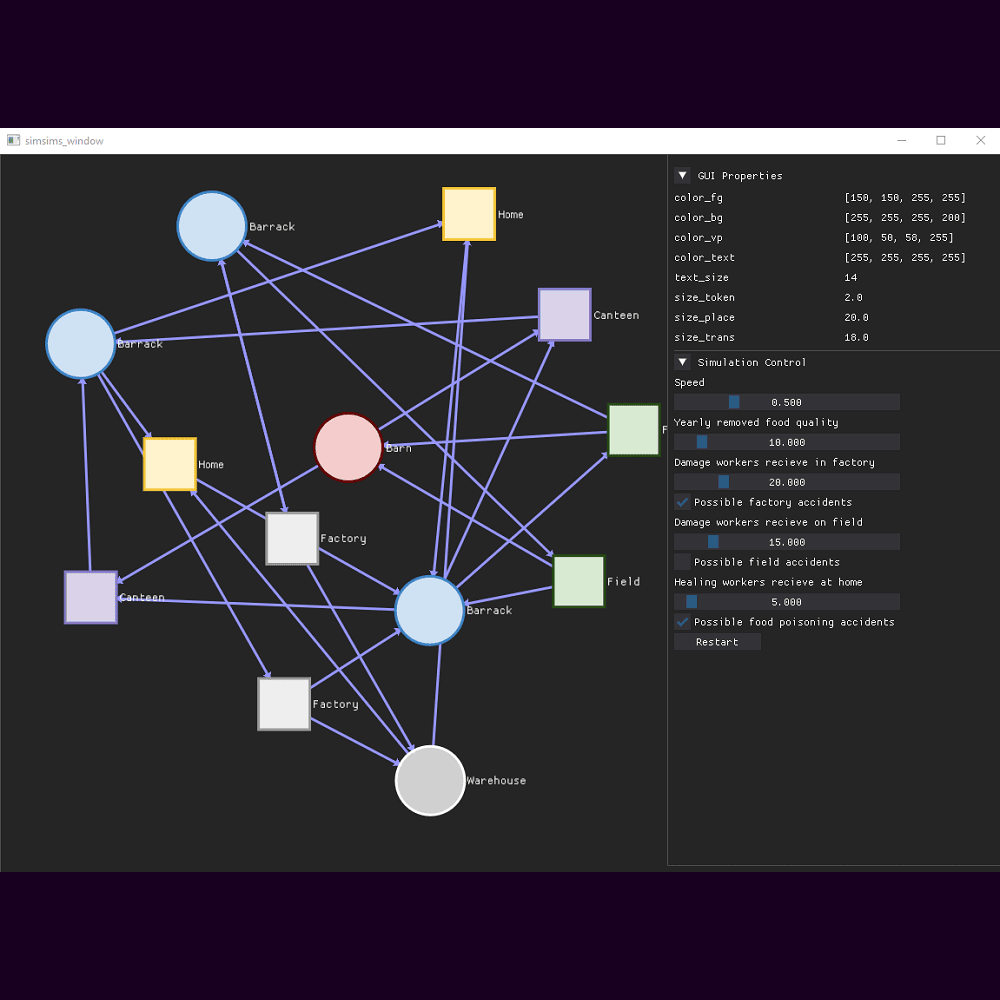 simsims_window
Barrack
Home
Canteen
Barrack
F
Barn
Home
Factory
Field
Canteen
Barrack
Factory
Warehouse
GUI Properties
color_fg [150, 150, 255, 255]
color_bg [255, 255, 255, 200]
color_vp [100, 50, 58, 255]
color_text [255, 255, 255, 255]
text_size 14
size_token 2.0
size_place 20.0
size_trans 18.0
Simulation Control
Speed
0.500
Yearly removed food quality
10.000
Damage workers recieve in factory
20.000
Possible factory accidents
Damage workers recieve on field
15.000
Possible field accidents
Healing workers recieve at home
5.000
Possible food poisoning accidents
Restart